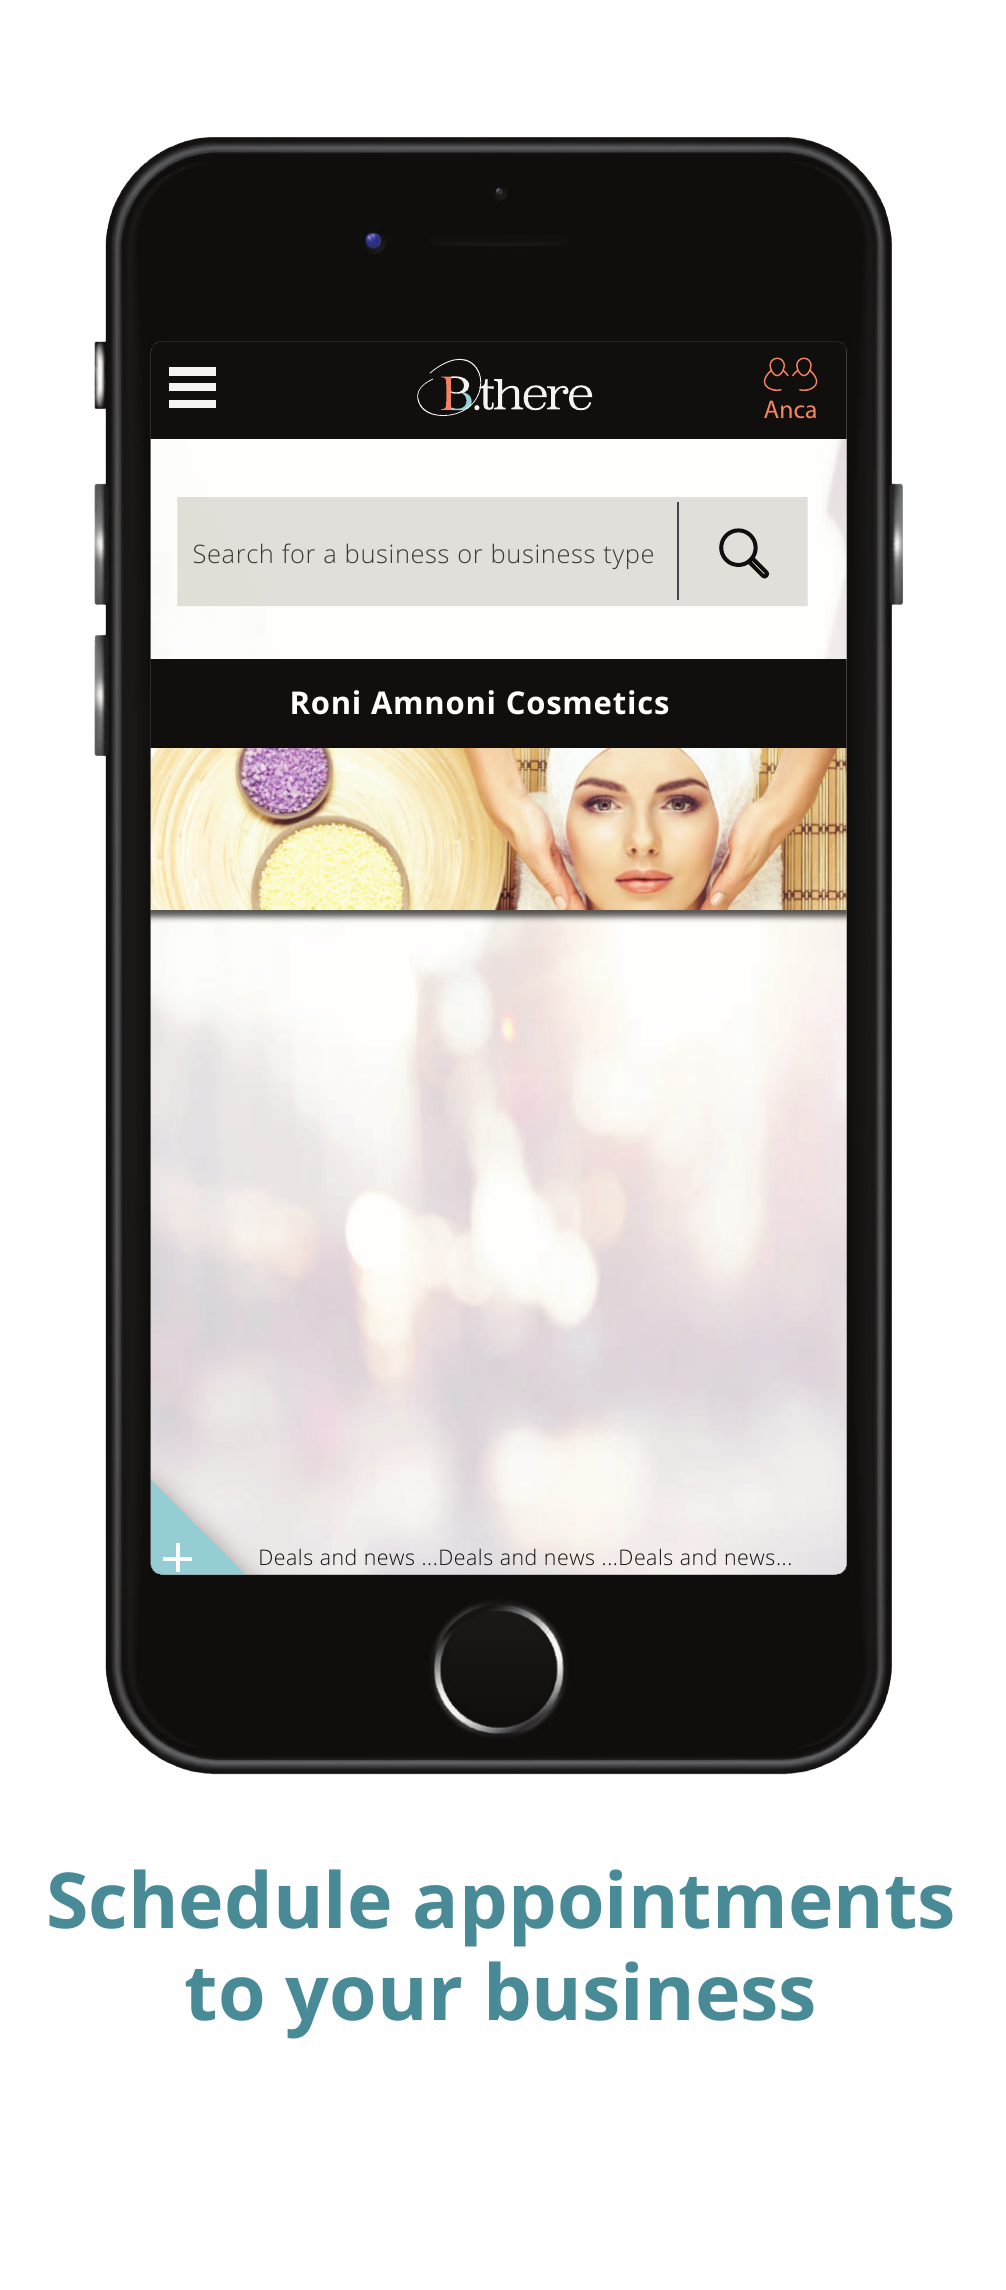 B.there
Anca
Search for a business or business type
Roni Amnoni Cosmetics
Deals and news ...Deals and news ...Deals and news...
Schedule appointments
to your business